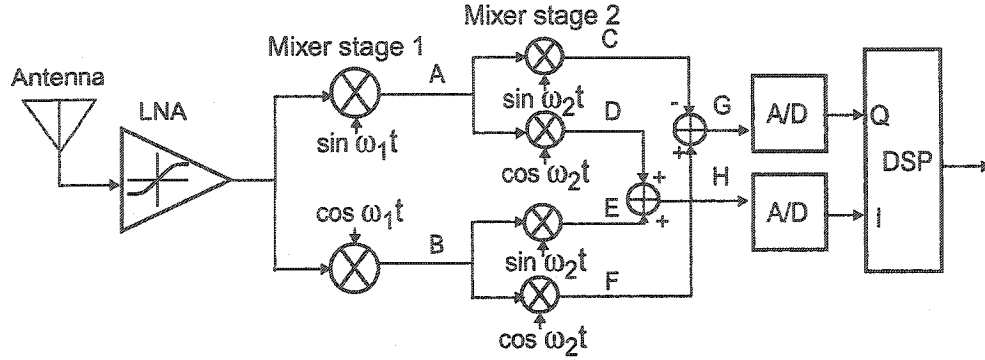 Mixer stage 2
Mixer stage 1
Antenna
LNA
A
C
sin ω₂t
D
cos ω₂t
sin ω₁t
cos ω₁t
B
E
sin ω₂t
F
cos ω₂t
-
+
G
+
+
H
A/D
A/D
Q
DSP
I